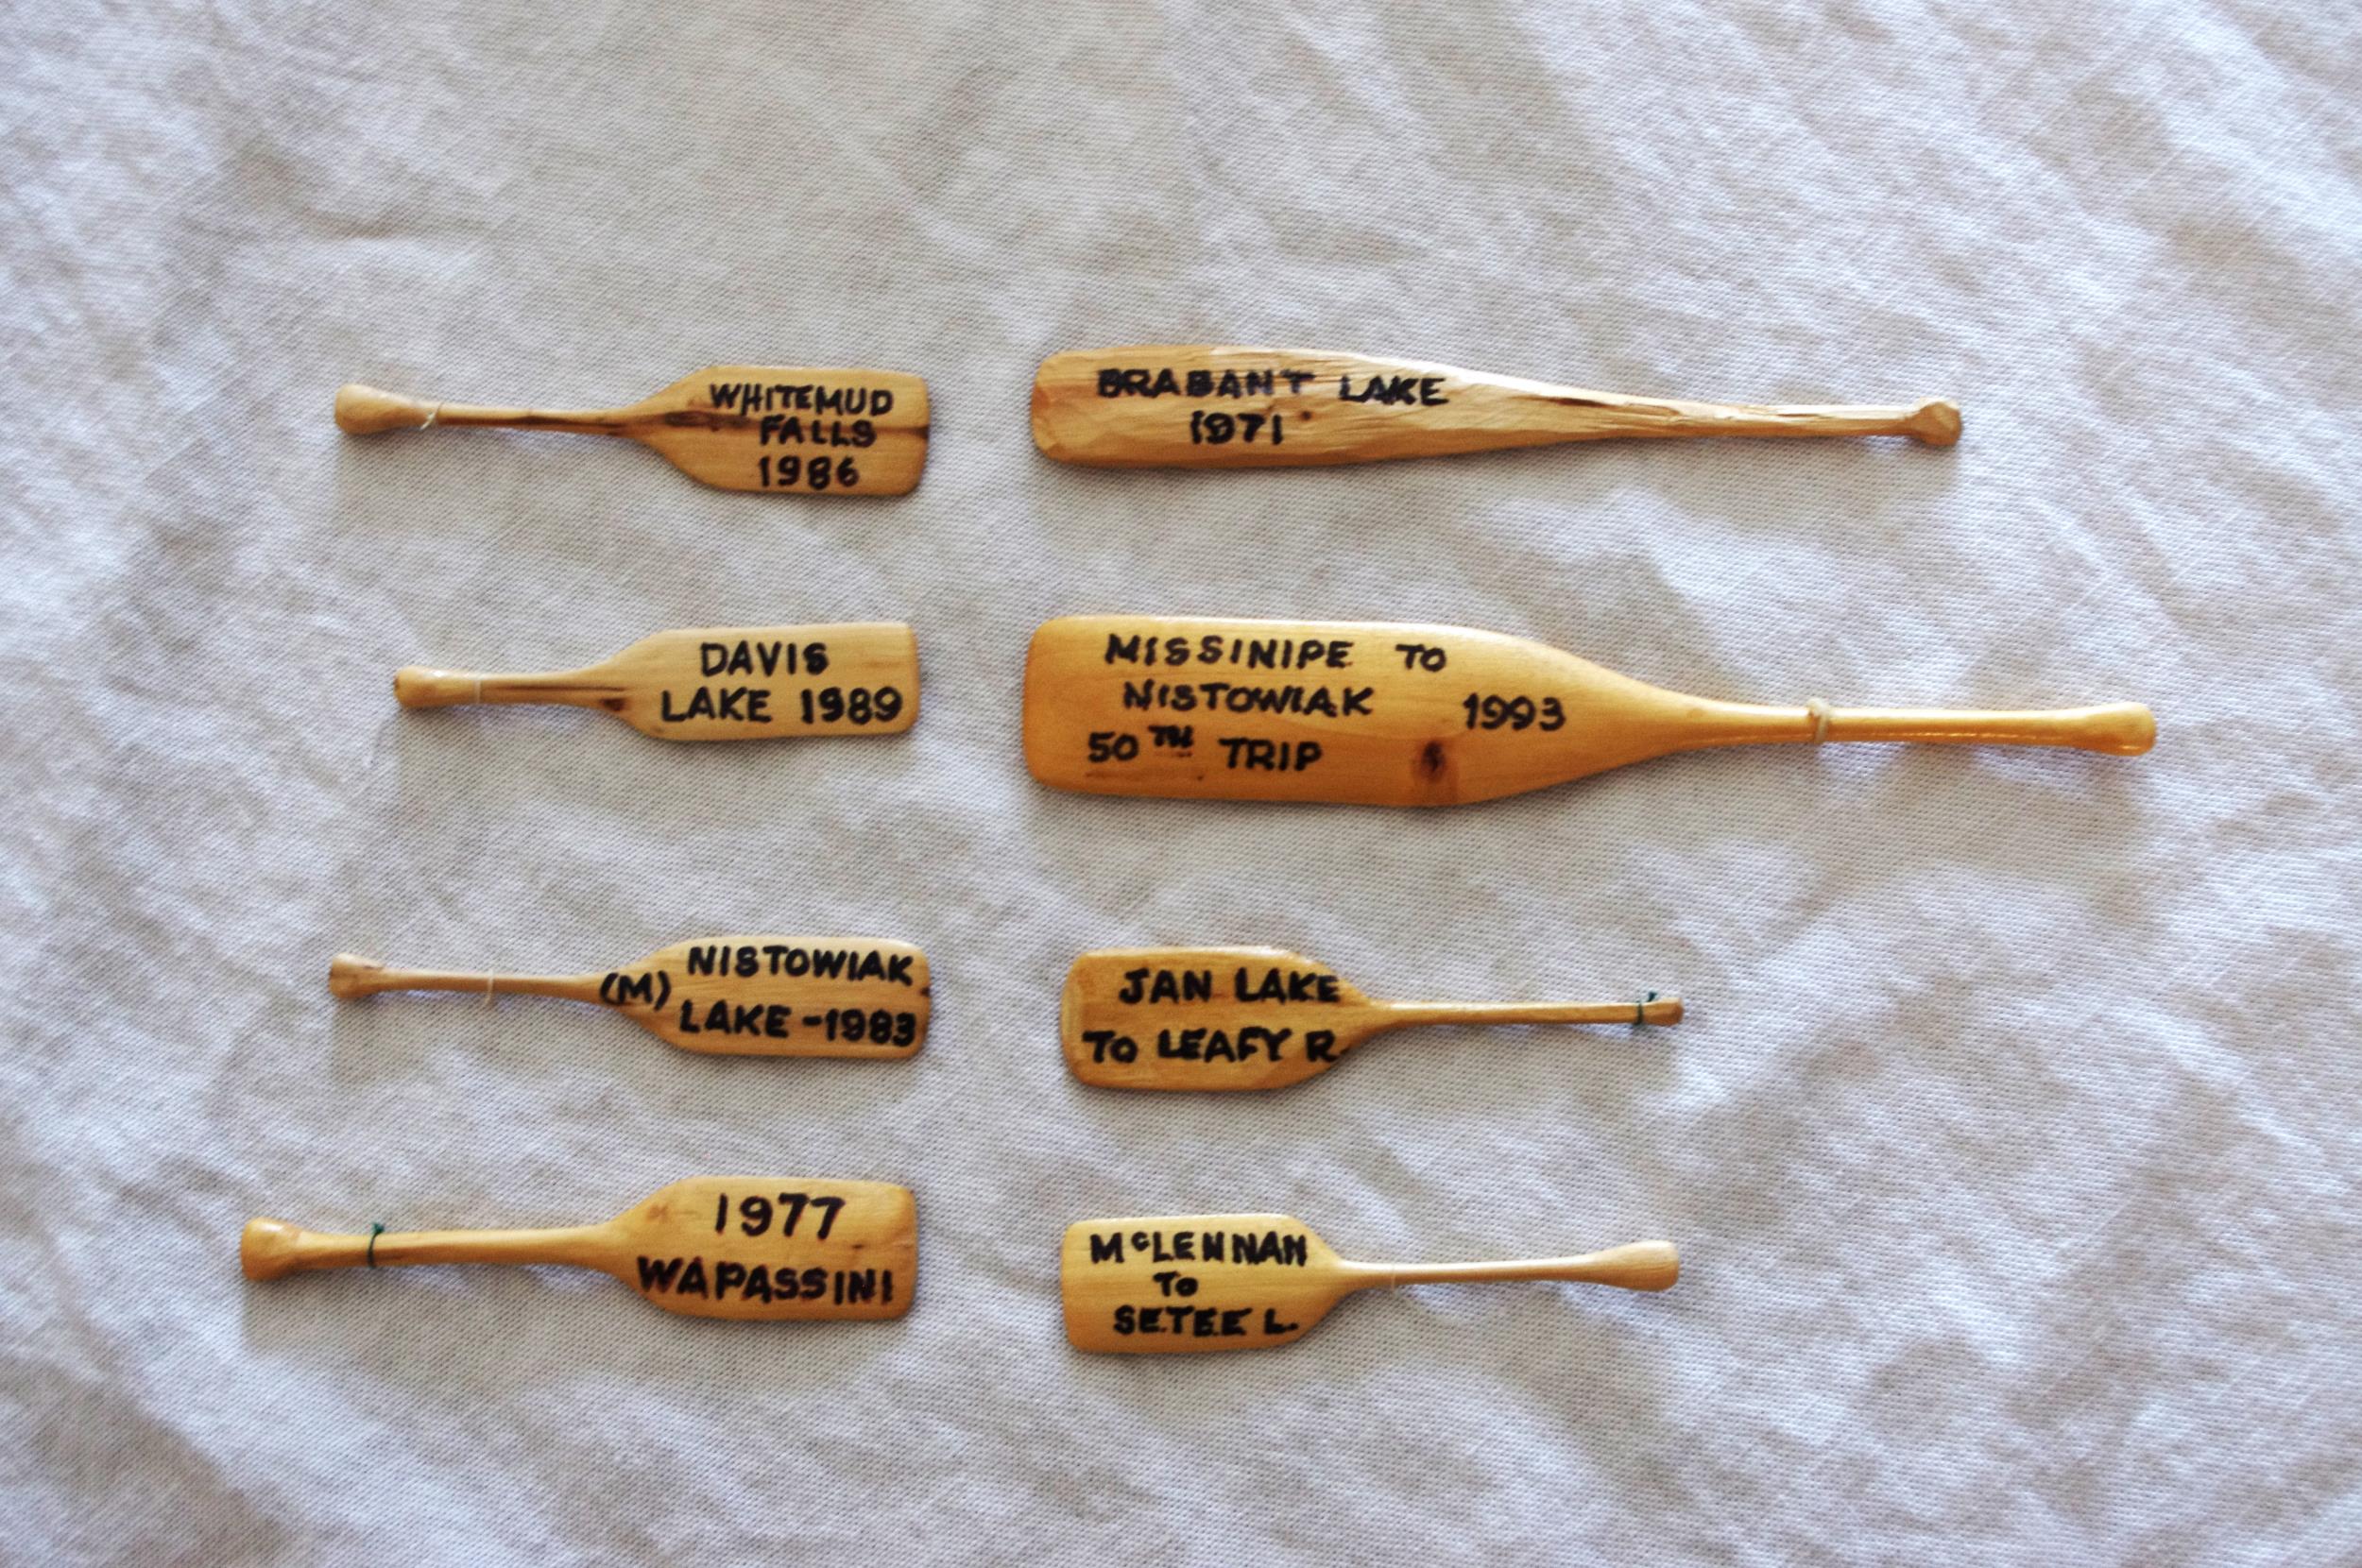 WHITEMUD
FALLS
1986
BRABANT LAKE
1971
DAVIS
LAKE 1989
MISSINIPE TO
NISTOWIAK 1993
50TH TRIP
NISTOWIAK
(M)
LAKE - 1983
JAN LAKE
TO LEAFY R.
1977
WAPASSINI
McLENNAN
TO
SETEE L.